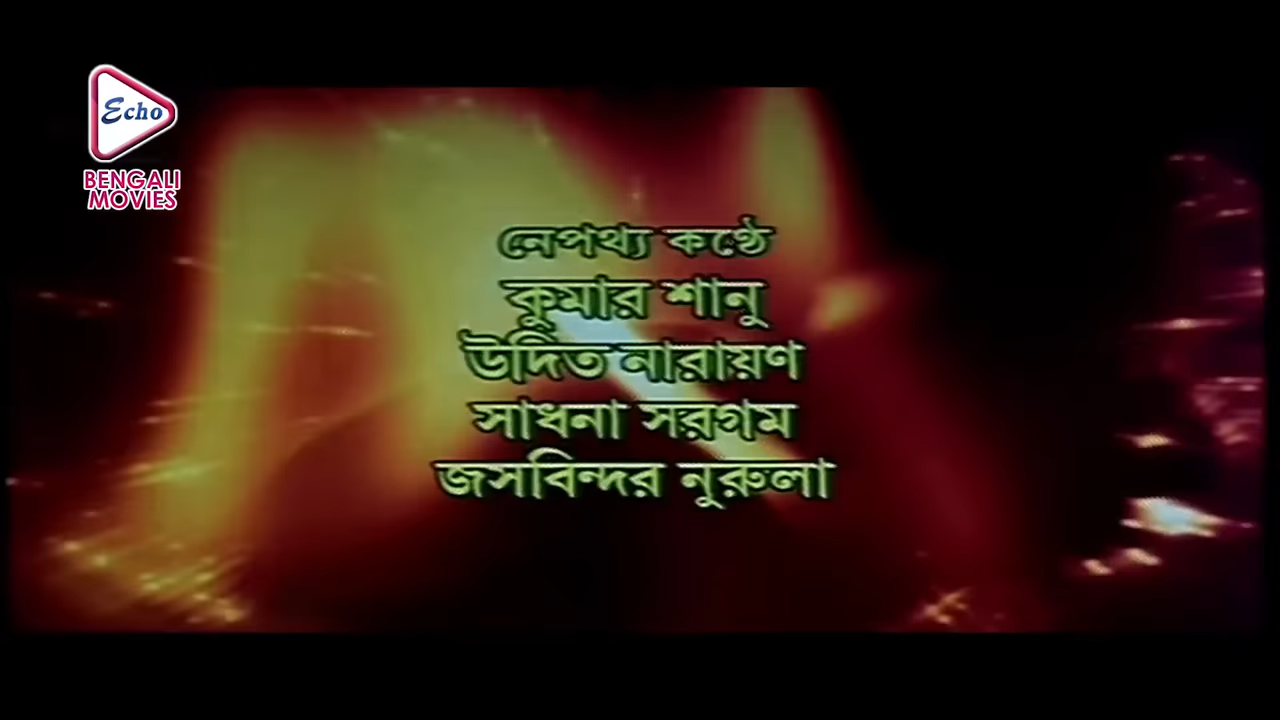 Echo
BENGALI
MOVIES
নেপথ্য কণ্ঠে
কুমার শানু
উদিত নারায়ণ
সাধনা সরগম
জসবিন্দর নুরুলা